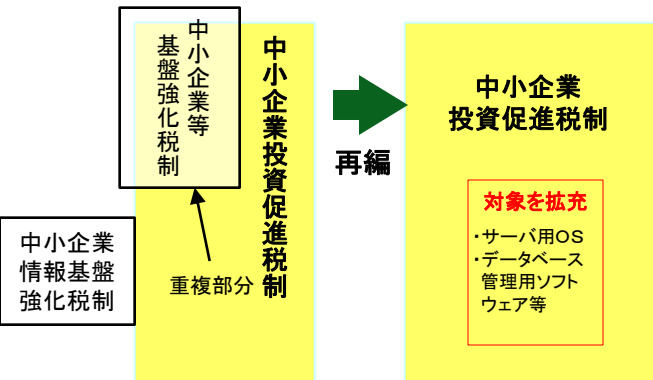 中小企業等
基盤強化税制
中小企業投資促進税制
重複部分
中小企業
情報基盤
強化税制
再編
中小企業
投資促進税制
対象を拡充
・サーバ用OS
・データベース
管理用ソフト
ウェア等